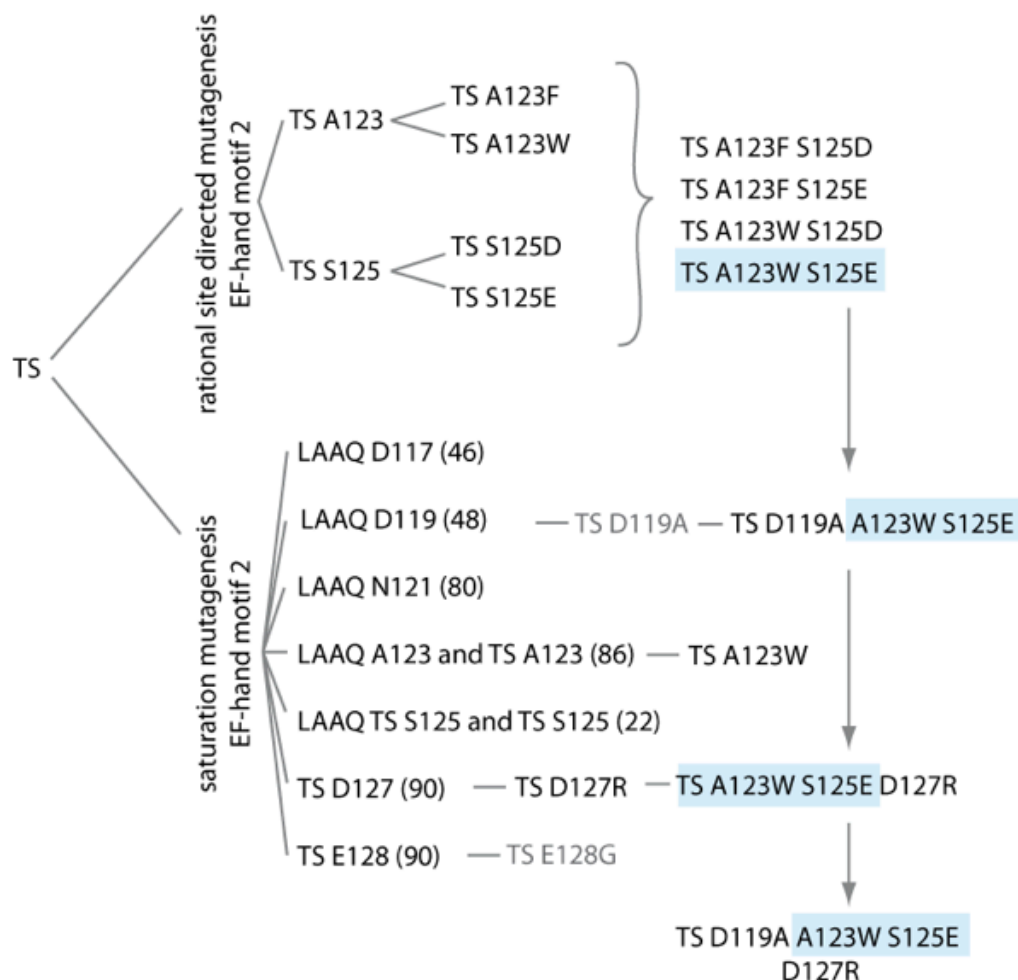 TS
rational site directed mutagenesis
EF-hand motif 2
TS A123
TS A123F
TS A123W
TS S125
TS S125D
TS S125E
TS A123F S125D
TS A123F S125E
TS A123W S125D
TS A123W S125E
saturation mutagenesis
EF-hand motif 2
LAAQ D117 (46)
LAAQ D119 (48)
TS D119A
TS D119A A123W S125E
LAAQ N121 (80)
LAAQ A123 and TS A123 (86)
TS A123W
LAAQ TS S125 and TS S125 (22)
TS D127 (90)
TS D127R
TS A123W S125E D127R
TS E128 (90)
TS E128G
TS D119A A123W S125E
D127R